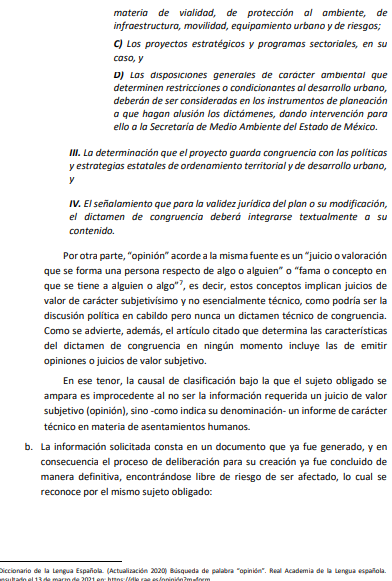 materia de vialidad, de protección al ambiente, de
infraestructura, movilidad, equipamiento urbano y de riesgos;
C) Los proyectos estratégicos y programas sectoriales, en su
caso, y
D) Las disposiciones generales de carácter ambiental que
determinen restricciones o condicionantes al desarrollo urbano,
deberán de ser consideradas en los instrumentos de planeación
a que hagan alusión los dictámenes, dando intervención para
ello a la Secretaría de Medio Ambiente del Estado de México.
III. La determinación que el proyecto guarda congruencia con las políticas
y estrategias estatales de ordenamiento territorial y de desarrollo urbano,
y
IV. El señalamiento que para la validez jurídica del plan o su modificación,
el dictamen de congruencia deberá integrarse textualmente a su
contenido.
Por otra parte, “opinión” acorde a la misma fuente es un “juicio o valoración
que se forma una persona respecto de algo o alguien” o “fama o concepto en
que se tiene a alguien o algo”⁷, es decir, estos conceptos implican juicios de
valor de carácter subjetivísimo y no esencialmente técnico, como podría ser la
discusión política en cabildo pero nunca un dictamen técnico de congruencia.
Como se advierte, además, el artículo citado que determina las características
del dictamen de congruencia en ningún momento incluye las de emitir
opiniones o juicios de valor subjetivo.
En ese tenor, la causal de clasificación bajo la que el sujeto obligado se
ampara es improcedente al no ser la información requerida un juicio de valor
subjetivo (opinión), sino -como indica su denominación- un informe de carácter
técnico en materia de asentamientos humanos.
b. La información solicitada consta en un documento que ya fue generado, y en
consecuencia el proceso de deliberación para su creación ya fue concluido de
manera definitiva, encontrándose libre de riesgo de ser afectado, lo cual se
reconoce por el mismo sujeto obligado:
Diccionario de la Lengua Española. (Actualización 2020) Búsqueda de palabra “opinión”. Real Academia de la Lengua española.
nsultado el 13 de marzo de 2021 en: https://dle.rae.es/opinión?m=form